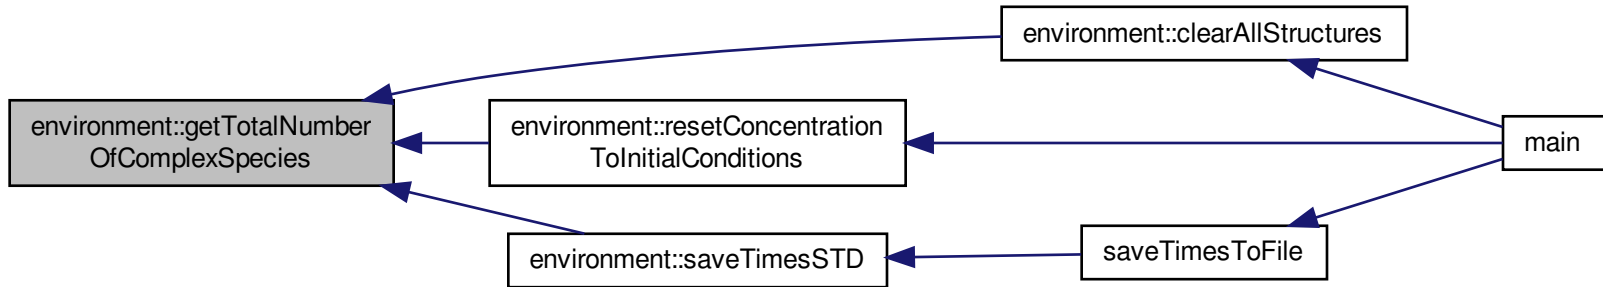 environment::clearAllStructures
environment::getTotalNumber
OfComplexSpecies
environment::resetConcentration
ToInitialConditions
main
environment::saveTimesSTD
saveTimesToFile